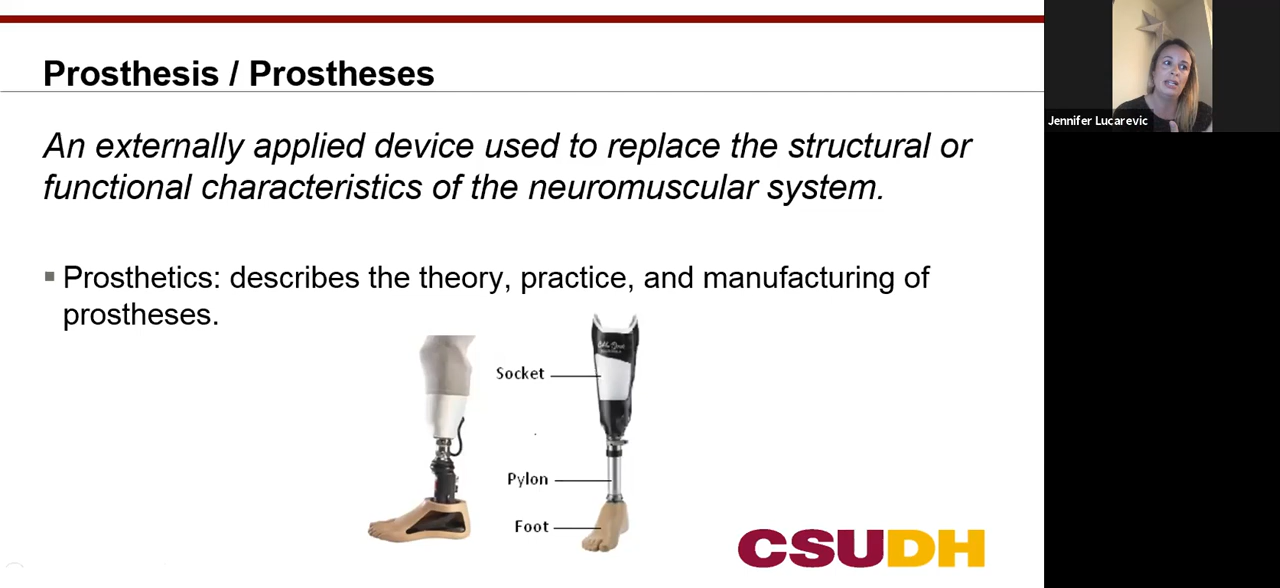 Prosthesis / Prostheses
An externally applied device used to replace the structural or
functional characteristics of the neuromuscular system.
▪ Prosthetics: describes the theory, practice, and manufacturing of
prostheses.
Socket
Pylon
Foot
CSUDH
Jennifer Lucarevic